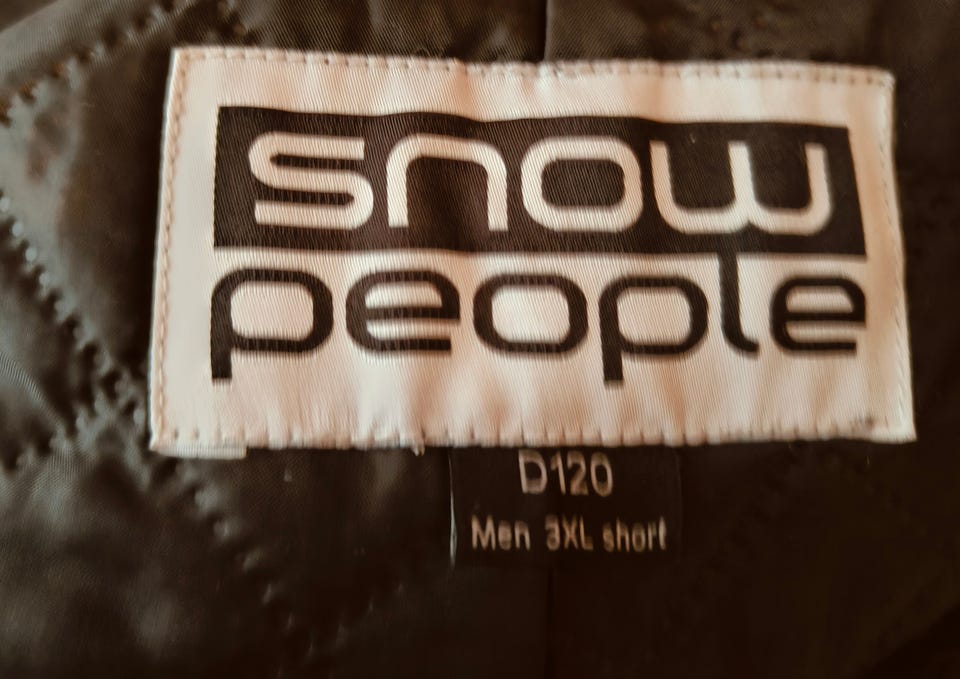 snow
people
D120
Men 3XL short